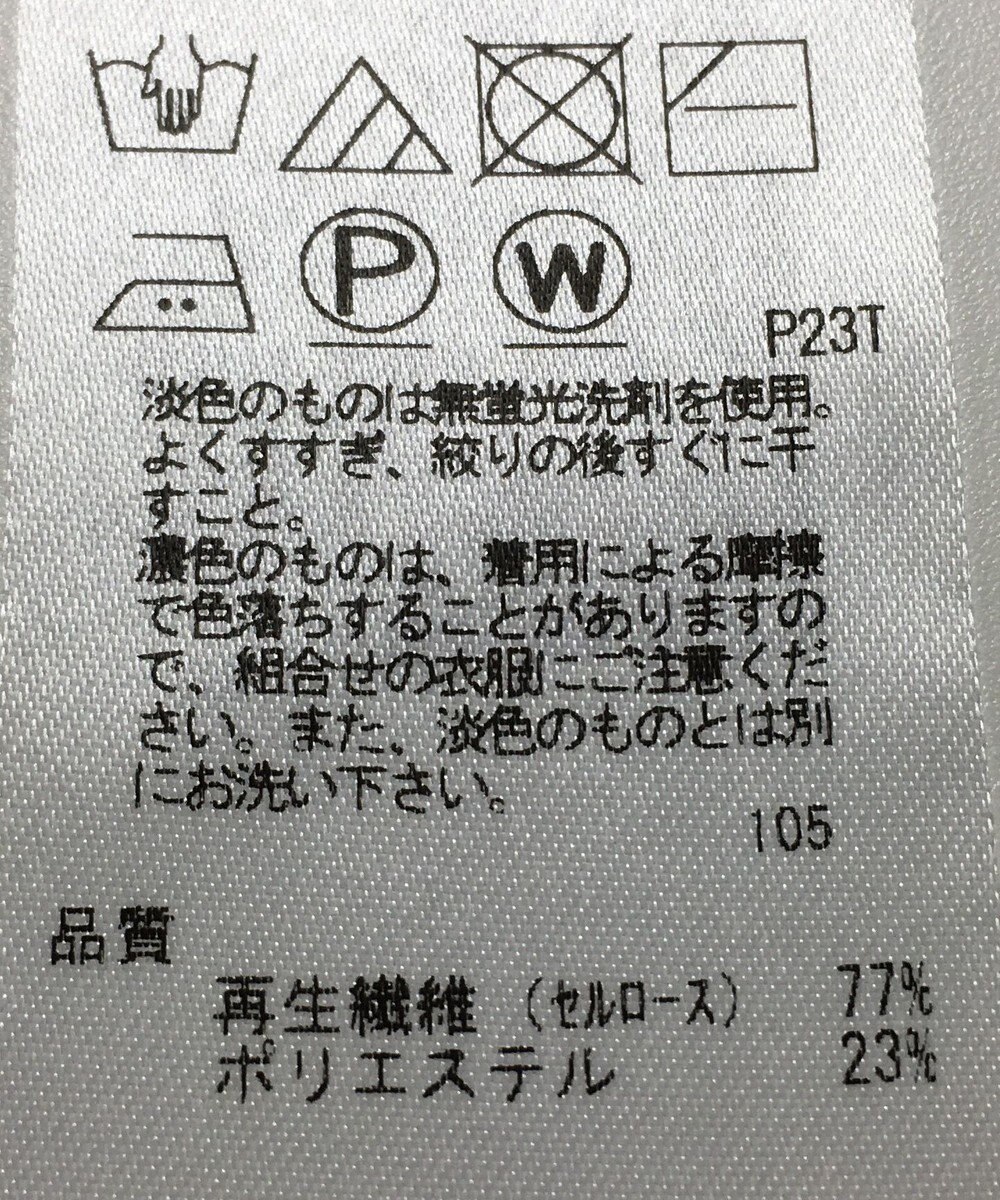 P
W
P23T
淡色のものは無蛍光洗剤を使用。
よくすすぎ、絞りの後すぐに干
すこと。
濃色のものは、着用による摩擦
で色落ちすることがありますの
で、組合せの衣服にご注意くだ
さい。また、淡色のものとは別
にお洗い下さい。
105
品質
再生繊維（セルロース） 77%
ポリエステル 23%